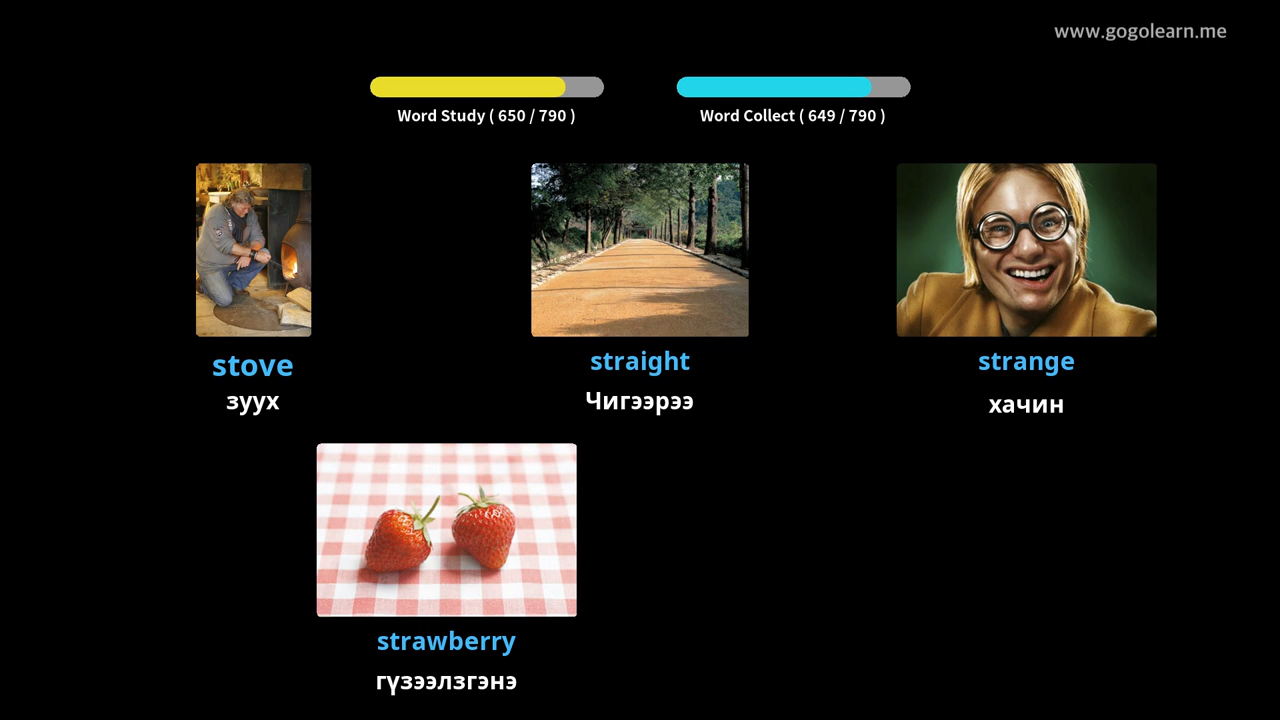 www.gogolearn.me
Word Study ( 650 / 790 )
Word Collect ( 649 / 790 )
stove
зуух
straight
Чигээрээ
strange
хачин
strawberry
гүзээлзгэнэ